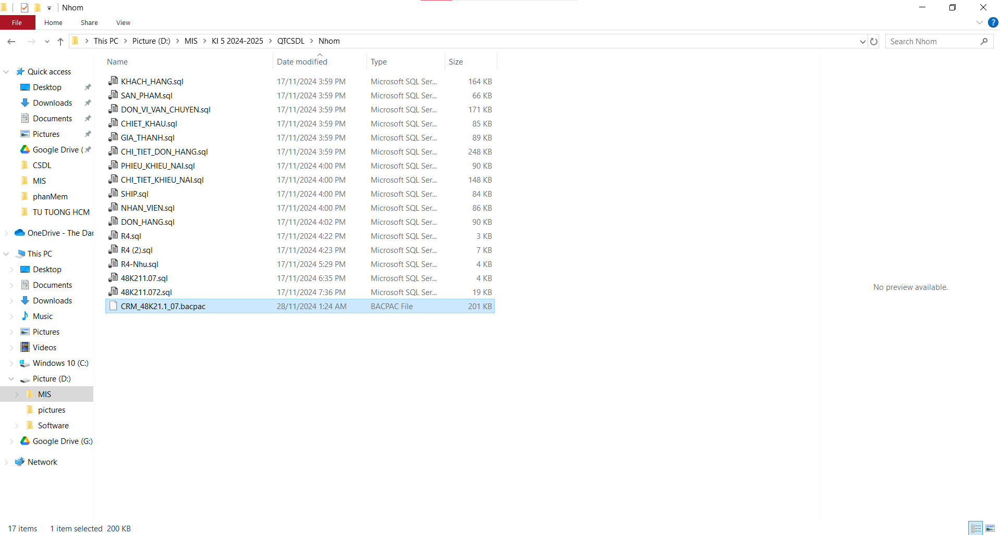 Nhom
File Home Share View
This PC Picture (D:) MIS KI 5 2024-2025 QTCSDL Nhom
Search Nhom
Name Date modified Type Size
KHACH_HANG.sql 17/11/2024 3:59 PM Microsoft SQL Ser... 164 KB
SAN_PHAM.sql 17/11/2024 3:59 PM Microsoft SQL Ser... 66 KB
DON_VI_VAN_CHUYEN.sql 17/11/2024 3:59 PM Microsoft SQL Ser... 171 KB
CHIET_KHAU.sql 17/11/2024 3:59 PM Microsoft SQL Ser... 85 KB
GIA_THANH.sql 17/11/2024 3:59 PM Microsoft SQL Ser... 89 KB
CHI_TIET_DON_HANG.sql 17/11/2024 3:59 PM Microsoft SQL Ser... 248 KB
PHIEU_KHIEU_NAI.sql 17/11/2024 4:00 PM Microsoft SQL Ser... 90 KB
CHI_TIET_KHIEU_NAI.sql 17/11/2024 4:00 PM Microsoft SQL Ser... 148 KB
SHIP.sql 17/11/2024 4:00 PM Microsoft SQL Ser... 84 KB
NHAN_VIEN.sql 17/11/2024 4:00 PM Microsoft SQL Ser... 86 KB
DON_HANG.sql 17/11/2024 4:02 PM Microsoft SQL Ser... 90 KB
R4.sql 17/11/2024 4:22 PM Microsoft SQL Ser... 3 KB
R4 (2).sql 17/11/2024 4:23 PM Microsoft SQL Ser... 7 KB
R4-Nhu.sql 17/11/2024 5:29 PM Microsoft SQL Ser... 4 KB
48K211.07.sql 17/11/2024 6:35 PM Microsoft SQL Ser... 4 KB
48K211.072.sql 17/11/2024 7:36 PM Microsoft SQL Ser... 19 KB
CRM_48K21.1_07.bacpac 28/11/2024 1:24 AM BACPAC File 201 KB
Quick access
Desktop
Downloads
Documents
Pictures
Google Drive (
CSDL
MIS
phanMem
TU TUONG HCM
OneDrive - The Dar
This PC
Desktop
Documents
Downloads
Music
Pictures
Videos
Windows 10 (C:)
Picture (D:)
MIS
pictures
Software
Google Drive (G:)
Network
No preview available.
17 items 1 item selected 200 KB